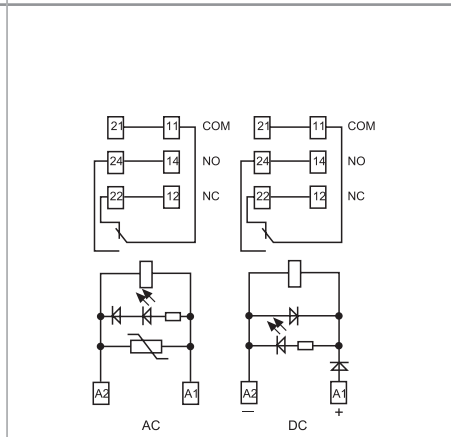 21 11 COM 21 11 COM
24 14 NO 24 14 NO
22 12 NC 22 12 NC
A2 A1 A2 A1
— +
AC DC